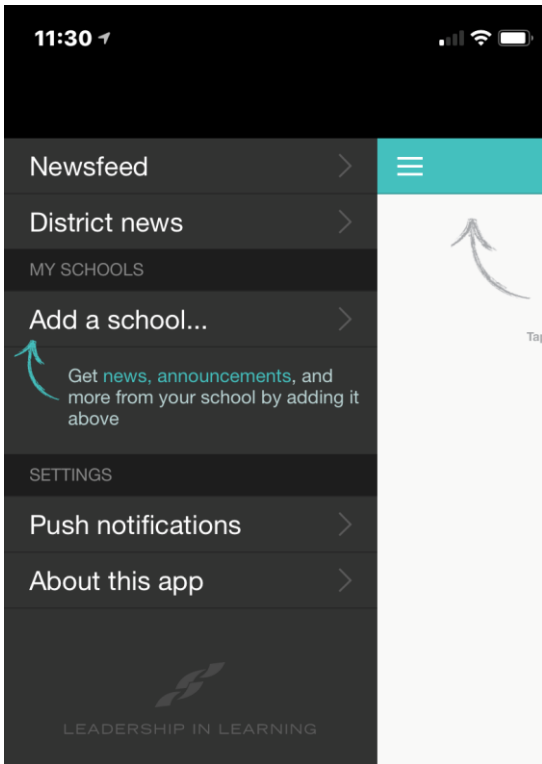 11:30
Newsfeed
District news
MY SCHOOLS
Add a school...
Tap
Get news, announcements, and
more from your school by adding it
above
SETTINGS
Push notifications
About this app
LEADERSHIP IN LEARNING